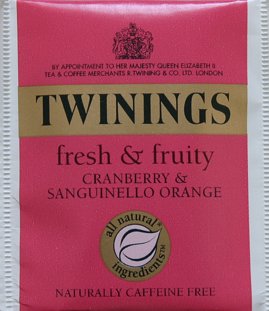 BY APPOINTMENT TO HER MAJESTY QUEEN ELIZABETH II
TEA & COFFEE MERCHANTS R. TWINING & CO. LTD. LONDON
TWININGS
fresh & fruity
CRANBERRY &
SANGUINELLO ORANGE
all natural*
ingredients™
NATURALLY CAFFEINE FREE